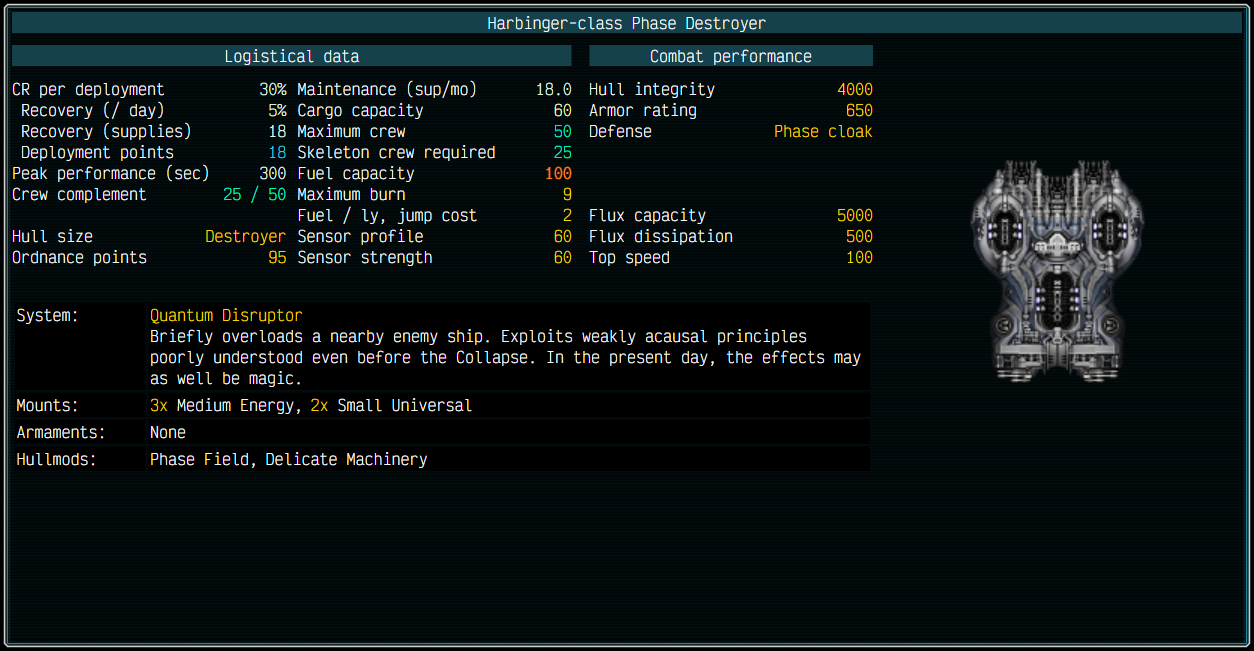 Harbinger-class Phase Destroyer
Logistical data
Combat performance
CR per deployment 30% Maintenance (sup/mo) 18.0 Hull integrity 4000
Recovery (/ day) 5% Cargo capacity 60 Armor rating 650
Recovery (supplies) 18 Maximum crew 50 Defense Phase cloak
Deployment points 18 Skeleton crew required 25
Peak performance (sec) 300 Fuel capacity 100
Crew complement 25 / 50 Maximum burn 9
Fuel / ly, jump cost 2 Flux capacity 5000
Hull size Destroyer Sensor profile 60 Flux dissipation 500
Ordnance points 95 Sensor strength 60 Top speed 100
System: Quantum Disruptor
Briefly overloads a nearby enemy ship. Exploits weakly acausal principles
poorly understood even before the Collapse. In the present day, the effects may
as well be magic.
Mounts: 3x Medium Energy, 2x Small Universal
Armaments: None
Hullmods: Phase Field, Delicate Machinery